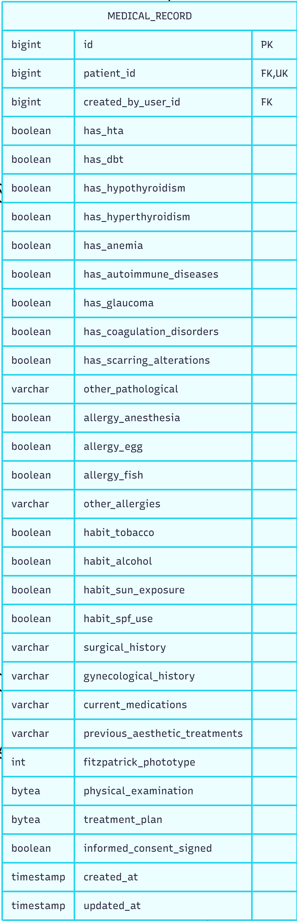 MEDICAL_RECORD
bigint id PK
bigint patient_id FK,UK
bigint created_by_user_id FK
boolean has_hta
boolean has_dbt
boolean has_hypothyroidism
boolean has_hyperthyroidism
boolean has_anemia
boolean has_autoimmune_diseases
boolean has_glaucoma
boolean has_coagulation_disorders
boolean has_scarring_alterations
varchar other_pathological
boolean allergy_anesthesia
boolean allergy_egg
boolean allergy_fish
varchar other_allergies
boolean habit_tobacco
boolean habit_alcohol
boolean habit_sun_exposure
boolean habit_spf_use
varchar surgical_history
varchar gynecological_history
varchar current_medications
varchar previous_aesthetic_treatments
int fitzpatrick_phototype
bytea physical_examination
bytea treatment_plan
boolean informed_consent_signed
timestamp created_at
timestamp updated_at